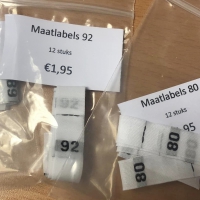 Maatlabels 92
12 stuks
€1,95
92
92
Maatlabels 80
12 stuks
95
80
80